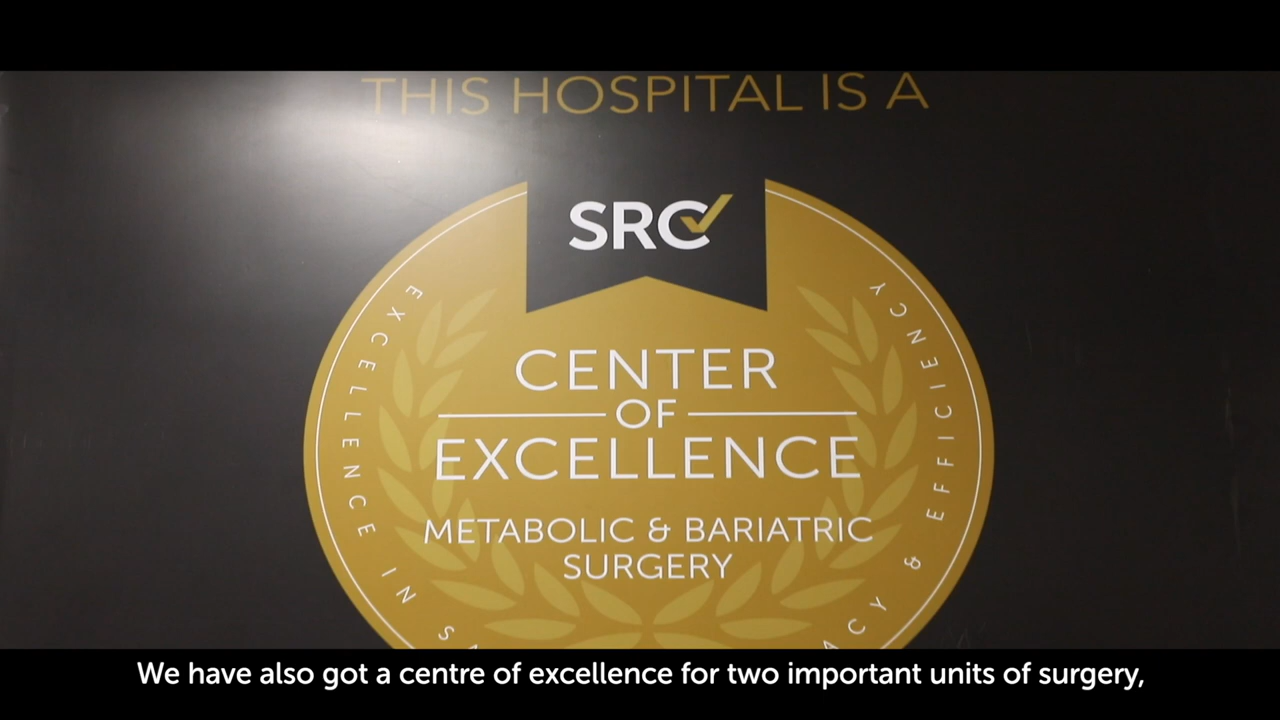 THIS HOSPITAL IS A
SRC
CENTER
OF
EXCELLENCE
METABOLIC & BARIATRIC
SURGERY
EXCELLENCE IN
& EFFICIENCY
We have also got a centre of excellence for two important units of surgery,